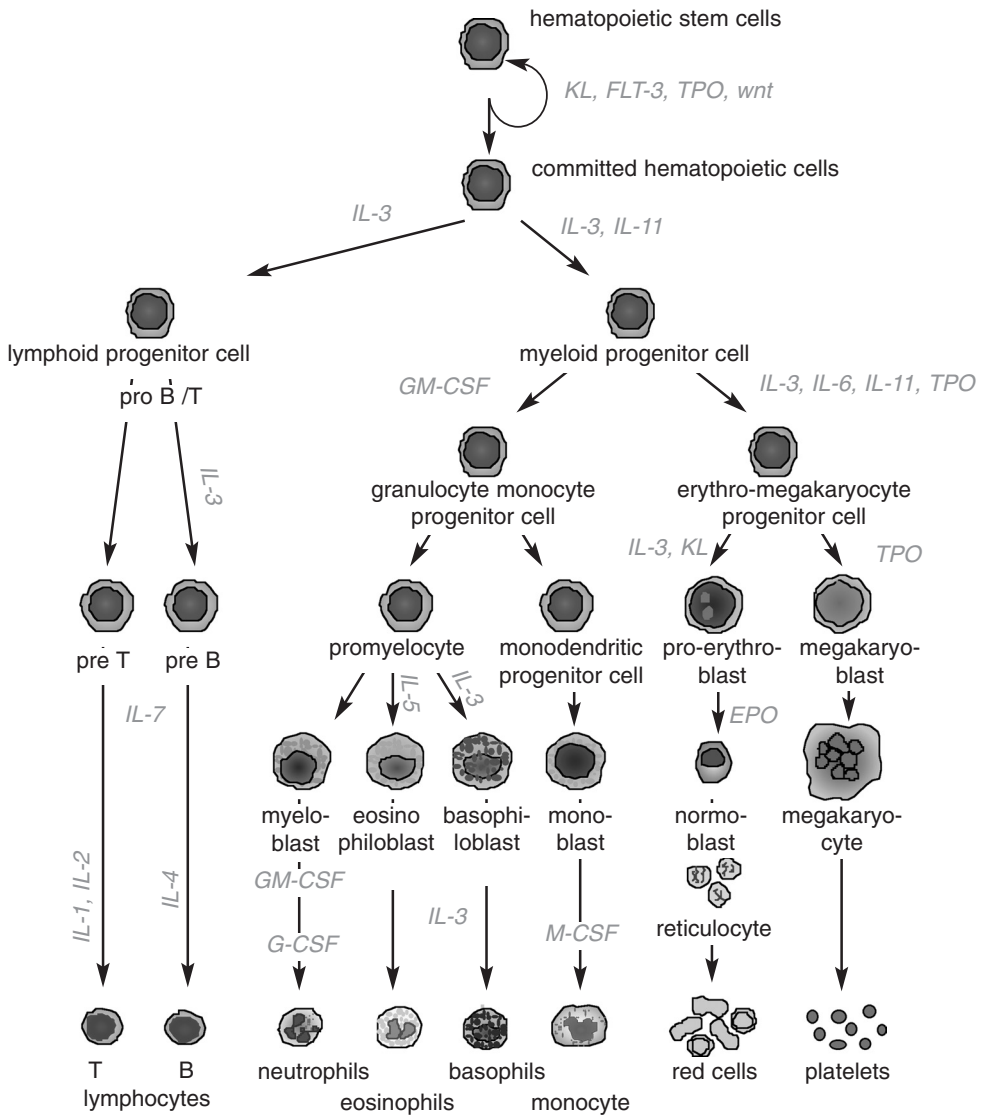 hematopoietic stem cells
KL, FLT-3, TPO, wnt
committed hematopoietic cells
IL-3
IL-3, IL-11
lymphoid progenitor cell
myeloid progenitor cell
pro B /T
GM-CSF
IL-3, IL-6, IL-11, TPO
IL-3
granulocyte monocyte
progenitor cell
erythro-megakaryocyte
progenitor cell
IL-3, KL
TPO
pre T
pre B
promyelocyte
monodendritic
progenitor cell
pro-erythro-
blast
megakaryo-
blast
IL-7
IL-5
IL-3
EPO
myelo-
blast
eosino
philoblast
basophi-
loblast
mono-
blast
normo-
blast
megakaryo-
cyte
IL-1, IL-2
IL-4
GM-CSF
G-CSF
IL-3
M-CSF
reticulocyte
T
B
lymphocytes
neutrophils
eosinophils
basophils
monocyte
red cells
platelets